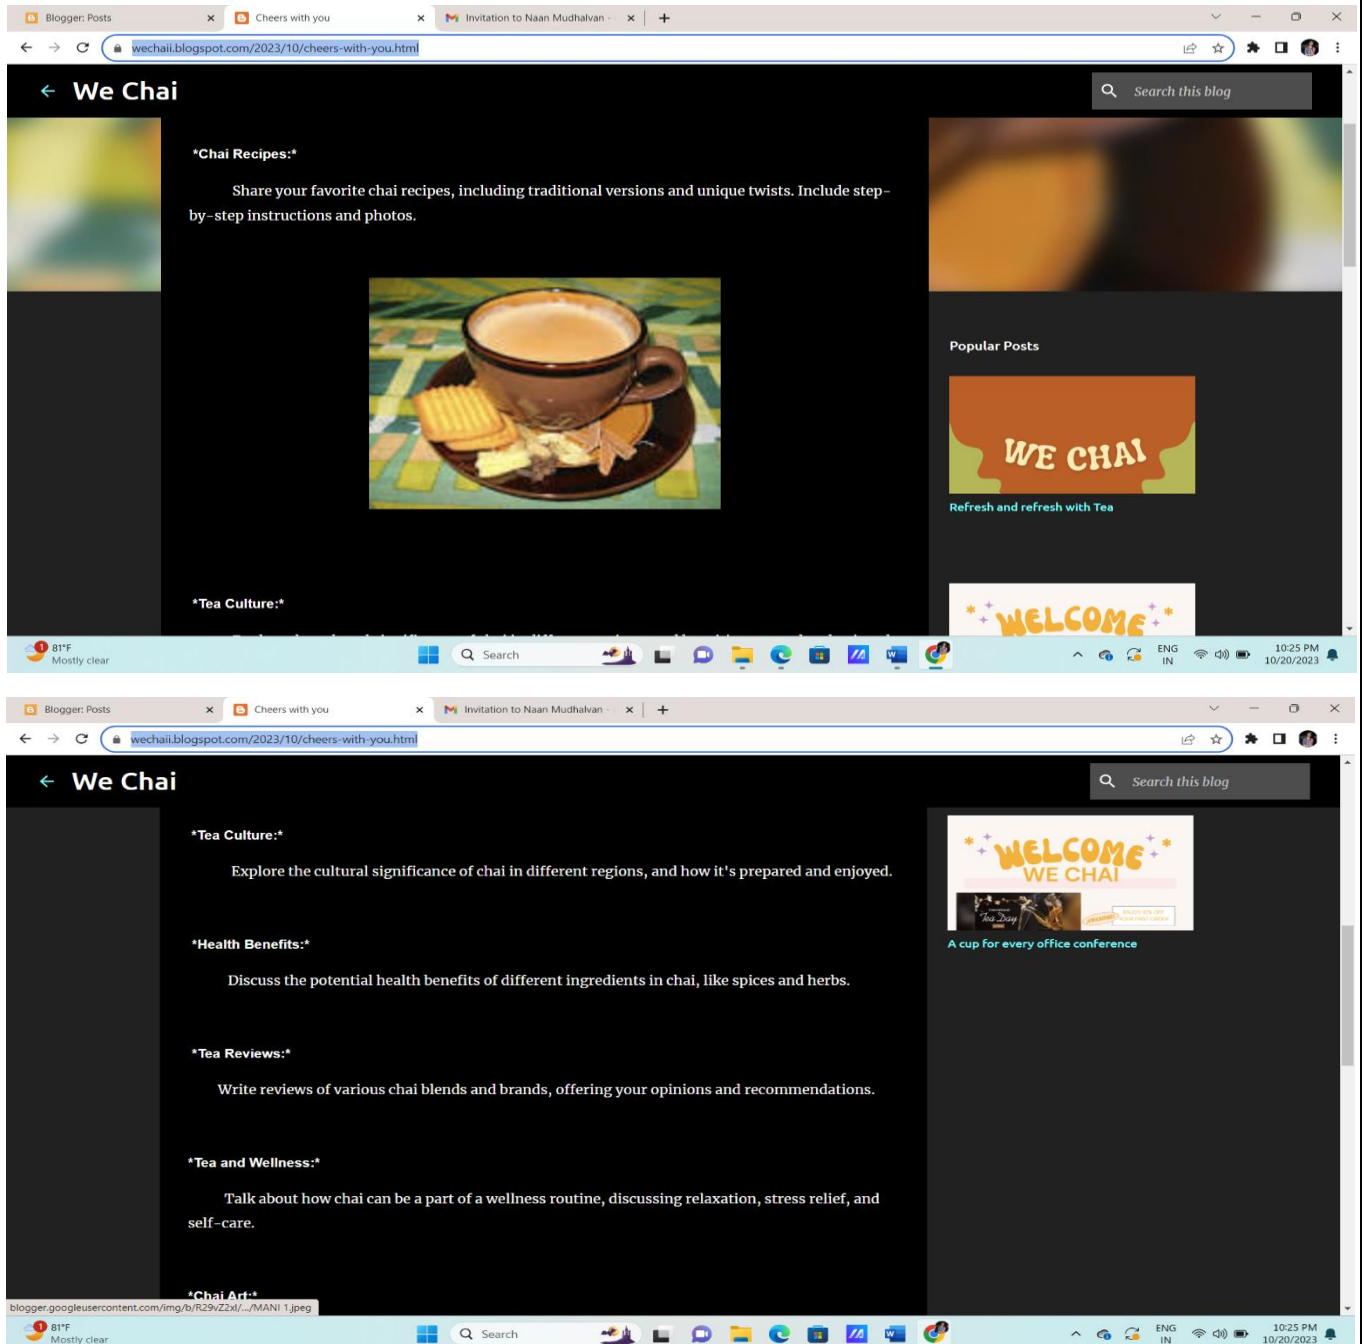 Blogger: Posts
Cheers with you
Invitation to Naan Mudhalvan -
wechaii.blogspot.com/2023/10/cheers-with-you.html
We Chai
Search this blog
*Chai Recipes:*
Share your favorite chai recipes, including traditional versions and unique twists. Include step-
by-step instructions and photos.
Popular Posts
WE CHAI
Refresh and refresh with Tea
*Tea Culture:*
WELCOME
1
81°F
Mostly clear
Search
ENG
IN
10:25 PM
10/20/2023
Blogger: Posts
Cheers with you
Invitation to Naan Mudhalvan -
wechaii.blogspot.com/2023/10/cheers-with-you.html
We Chai
Search this blog
*Tea Culture:*
Explore the cultural significance of chai in different regions, and how it's prepared and enjoyed.
*Health Benefits:*
Discuss the potential health benefits of different ingredients in chai, like spices and herbs.
*Tea Reviews:*
Write reviews of various chai blends and brands, offering your opinions and recommendations.
*Tea and Wellness:*
Talk about how chai can be a part of a wellness routine, discussing relaxation, stress relief, and
self-care.
*Chai Art:*
WELCOME
WE CHAI
Tea Day
A cup for every office conference
blogger.googleusercontent.com/img/b/R29vZ2xl/.../MANI 1.jpeg
1
81°F
Mostly clear
Search
ENG
IN
10:25 PM
10/20/2023